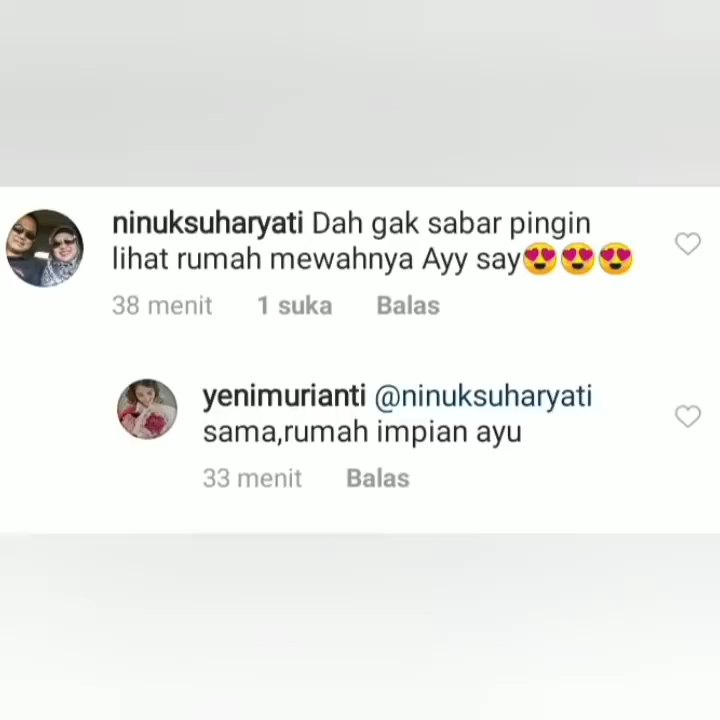 ninuksuharyati Dah gak sabar pingin
lihat rumah mewahnya Ayy say😍😍😍
38 menit 1 suka Balas
yenimurianti @ninuksuharyati
sama,rumah impian ayu
33 menit Balas